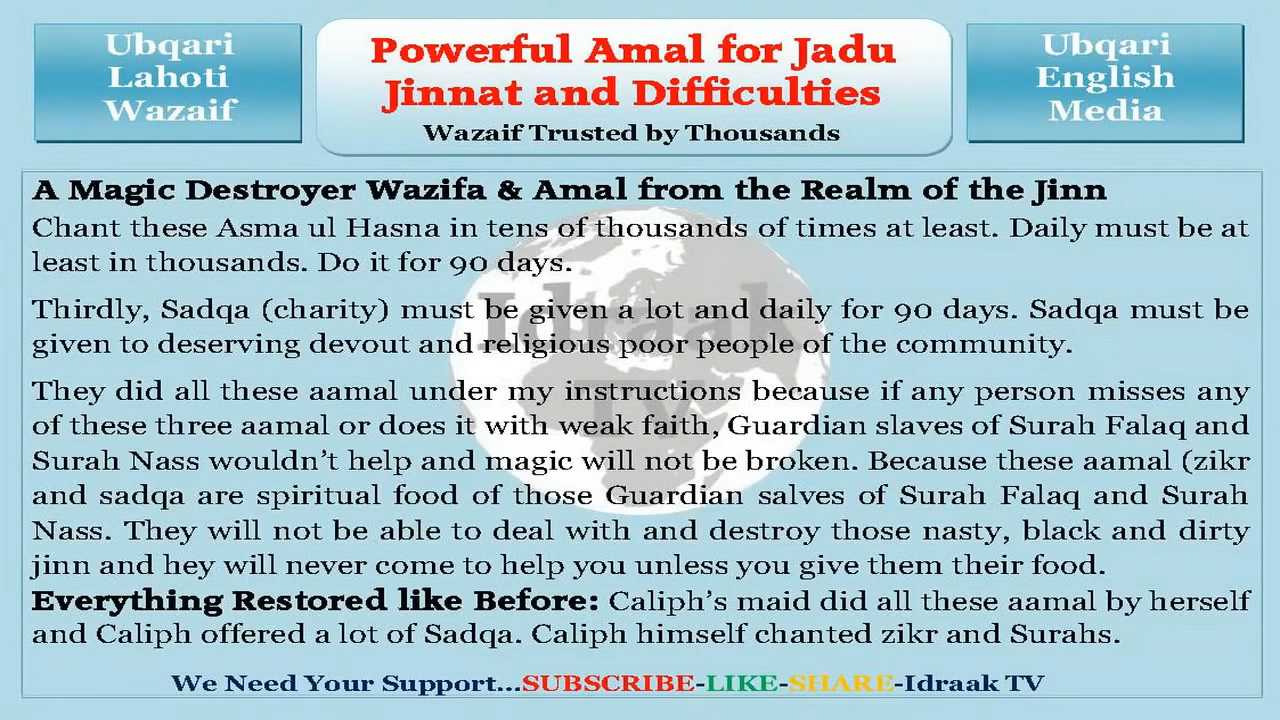 Ubqari
Lahoti
Wazaif
Powerful Amal for Jadu
Jinnat and Difficulties
Wazaif Trusted by Thousands
Ubqari
English
Media
A Magic Destroyer Wazifa & Amal from the Realm of the Jinn
Chant these Asma ul Hasna in tens of thousands of times at least. Daily must be at
least in thousands. Do it for 90 days.
Thirdly, Sadqa (charity) must be given a lot and daily for 90 days. Sadqa must be
given to deserving devout and religious poor people of the community.
They did all these aamal under my instructions because if any person misses any
of these three aamal or does it with weak faith, Guardian slaves of Surah Falaq and
Surah Nass wouldn't help and magic will not be broken. Because these aamal (zikr
and sadqa are spiritual food of those Guardian salves of Surah Falaq and Surah
Nass. They will not be able to deal with and destroy those nasty, black and dirty
jinn and hey will never come to help you unless you give them their food.
Everything Restored like Before: Caliph's maid did all these aamal by herself
and Caliph offered a lot of Sadqa. Caliph himself chanted zikr and Surahs.
Idraak
TV
We Need Your Support...SUBSCRIBE-LIKE-SHARE-Idraak TV